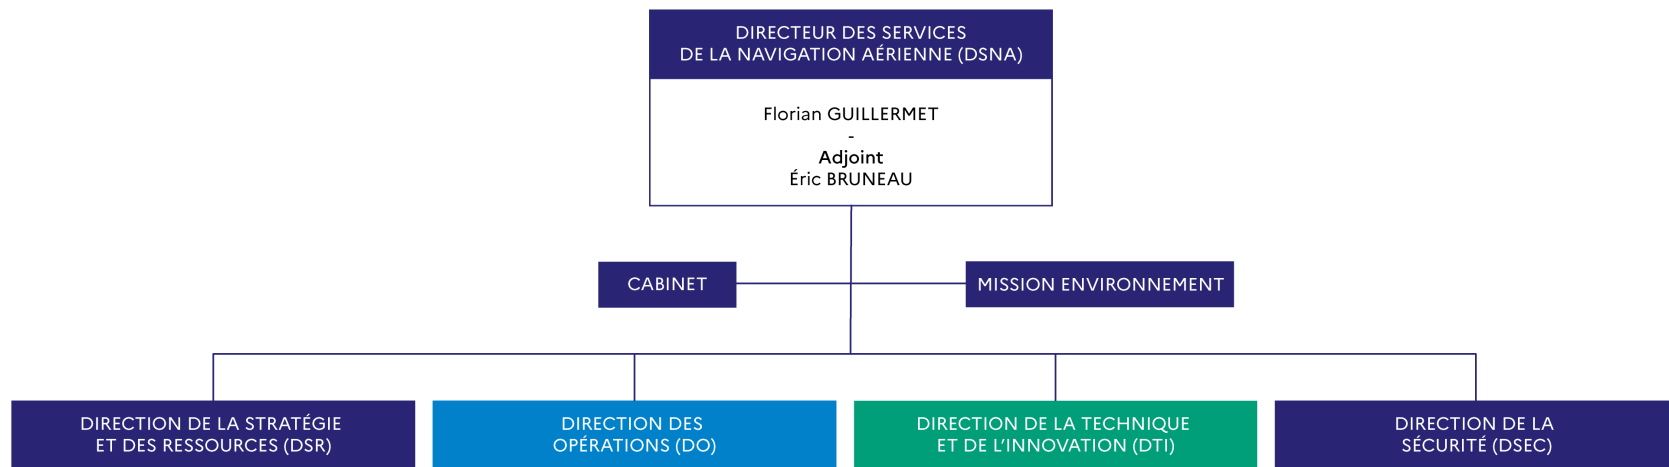 DIRECTEUR DES SERVICES
DE LA NAVIGATION AÉRIENNE (DSNA)
Florian GUILLERMET
-
Adjoint
Éric BRUNEAU
CABINET
MISSION ENVIRONNEMENT
DIRECTION DE LA STRATÉGIE
ET DES RESSOURCES (DSR)
DIRECTION DES
OPÉRATIONS (DO)
DIRECTION DE LA TECHNIQUE
ET DE L’INNOVATION (DTI)
DIRECTION DE LA
SÉCURITÉ (DSEC)